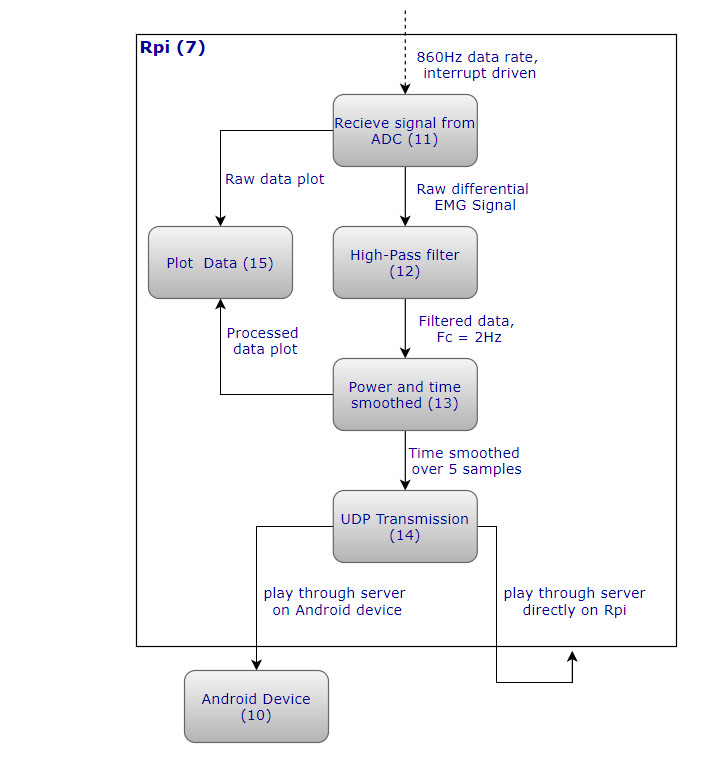 Rpi (7)
860Hz data rate,
interrupt driven
Recieve signal from
ADC (11)
Raw data plot
Raw differential
EMG Signal
Plot Data (15)
High-Pass filter
(12)
Processed
data plot
Filtered data,
Fc = 2Hz
Power and time
smoothed (13)
Time smoothed
over 5 samples
UDP Transmission
(14)
play through server
on Android device
play through server
directly on Rpi
Android Device
(10)